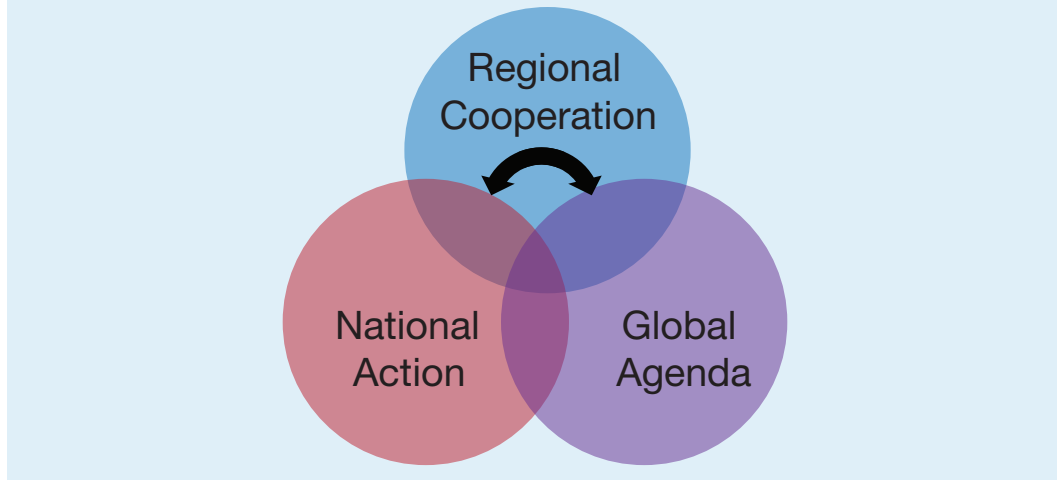 Regional
Cooperation
National
Action
Global
Agenda